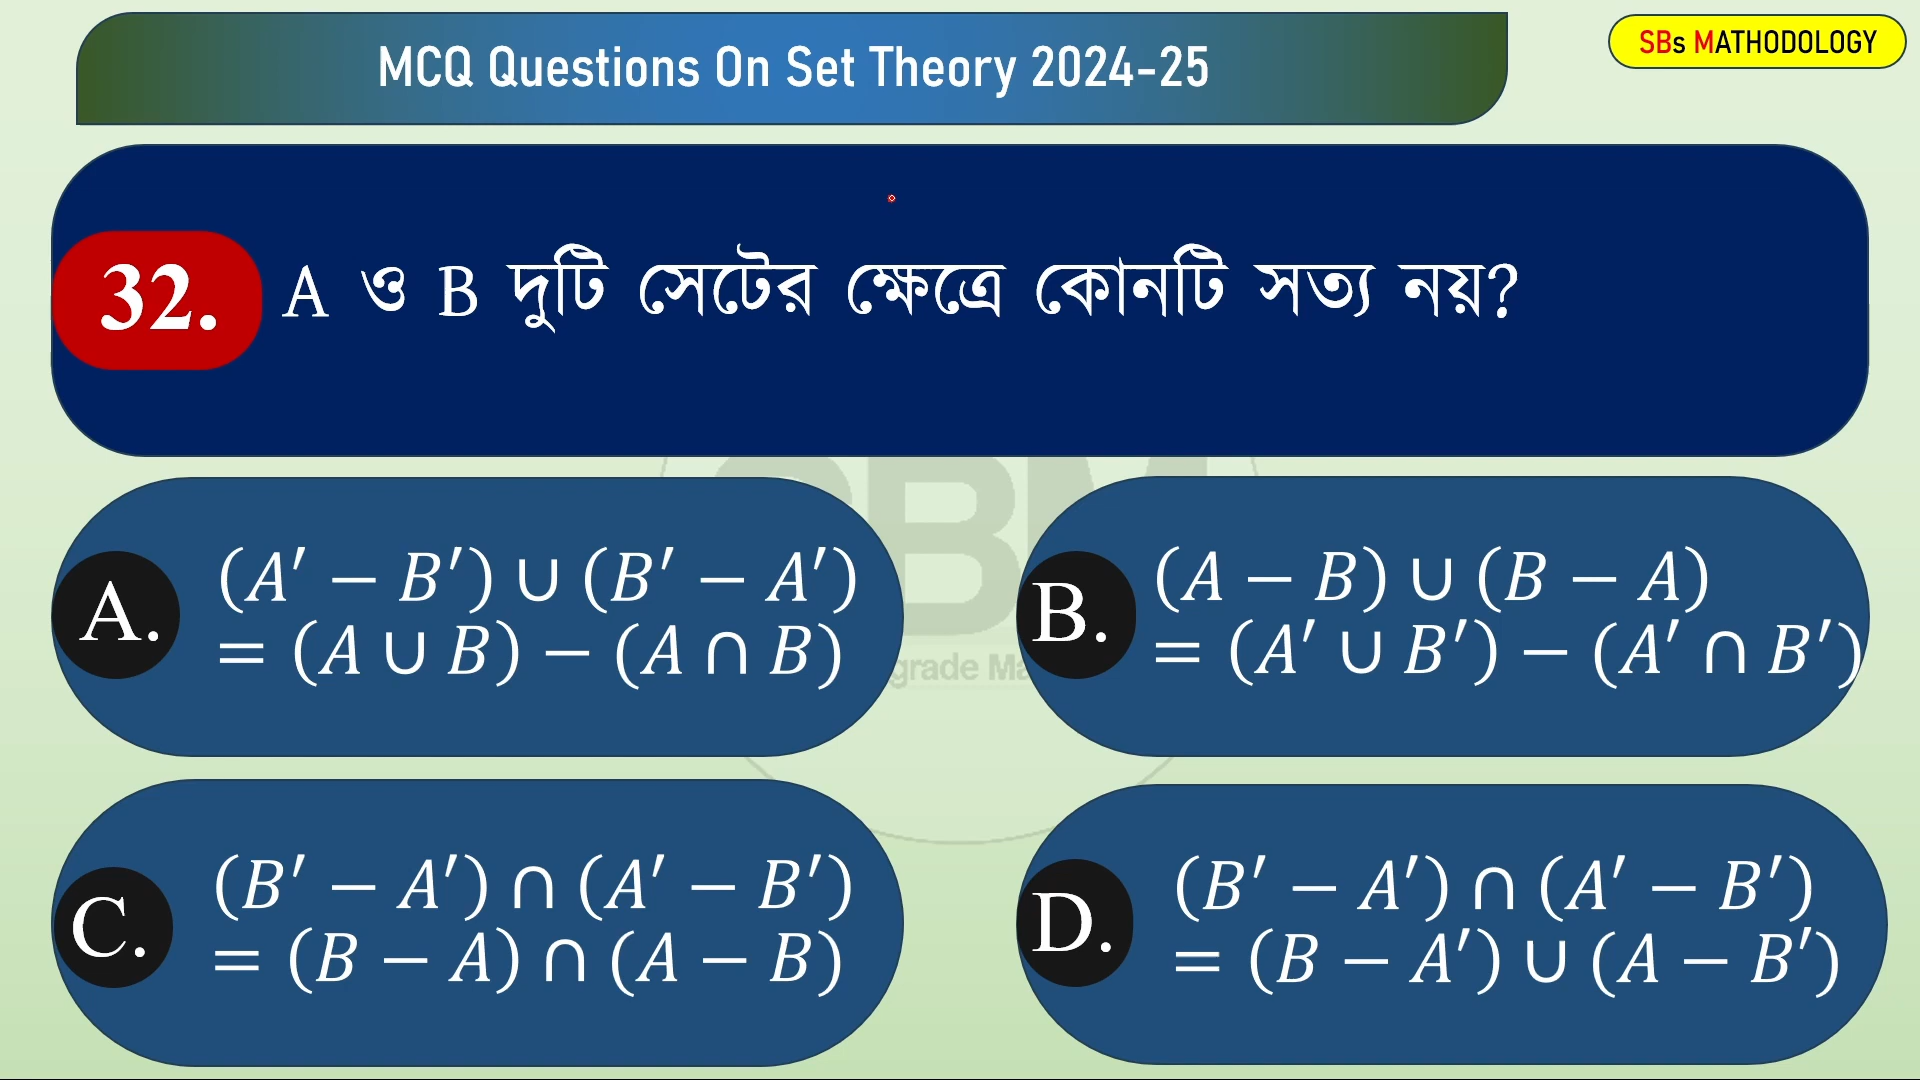 MCQ Questions On Set Theory 2024-25
SBs MATHODOLOGY
32. A ও B দুটি সেটের ক্ষেত্রে কোনটি সত্য নয়?
A. (A′ − B′) ∪ (B′ − A′)
= (A ∪ B) − (A ∩ B)
B. (A − B) ∪ (B − A)
= (A′ ∪ B′) − (A′ ∩ B′)
C. (B′ − A′) ∩ (A′ − B′)
= (B − A) ∩ (A − B)
D. (B′ − A′) ∩ (A′ − B′)
= (B − A′) ∪ (A − B′)